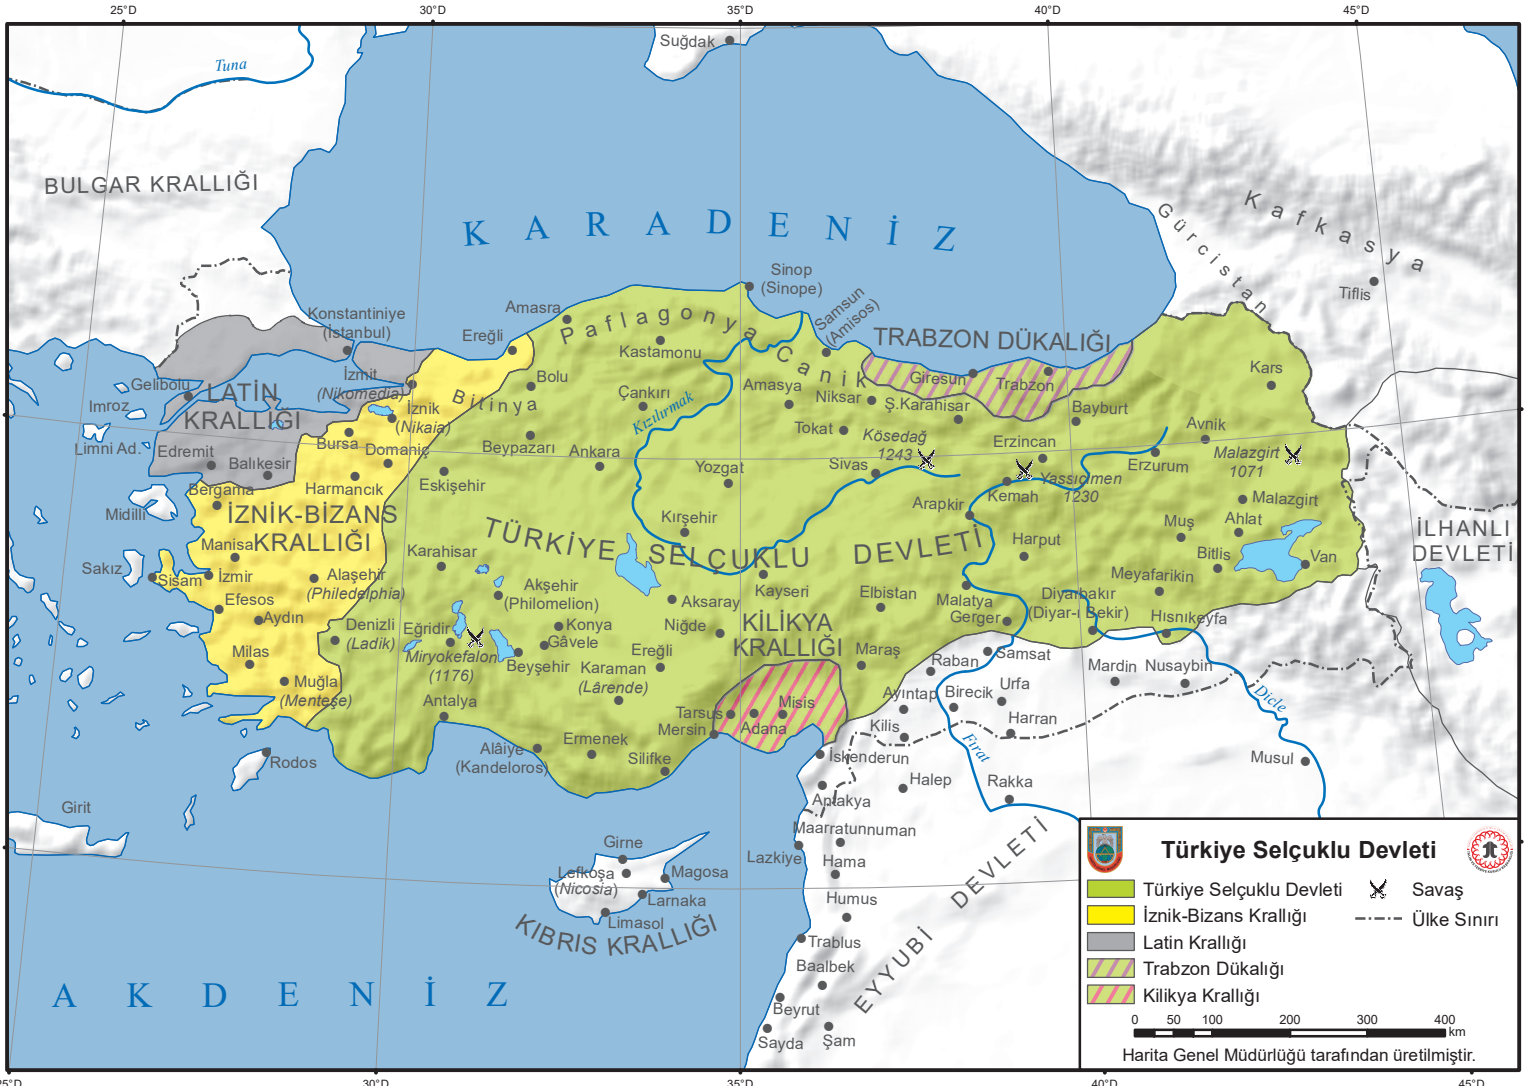 25°D
30°D
35°D
40°D
45°D
Suğdak
Tuna
BULGAR KRALLIĞI
KARADENİZ
Kafkasya
Gürcistan
Tiflis
Sinop
(Sinope)
Samsun
(Amisos)
Amasra
Konstantiniye
(İstanbul)
Ereğli
Paflagonya
Kastamonu
Canik
TRABZON DÜKALIĞI
Giresun
Trabzon
Kars
Gelibolu
LATİN
KRALLIĞI
İzmit
(Nikomedia)
Bolu
Bitinya
Çankırı
Kızılırmak
Amasya
Niksar
Ş.Karahisar
Bayburt
Imroz
İznik
(Nikaia)
Limni Ad.
Edremit
Balıkesir
Bursa
Domaniç
Beypazarı
Ankara
Tokat
Kösedağ
1243
Sivas
Erzincan
Avnik
Erzurum
Malazgirt
1071
Yozgat
Bergama
Harmancık
Eskişehir
Kemah
Yassıçimen
1230
Arapkir
Malazgirt
Midilli
İZNİK-BİZANS
KRALLIĞI
Kırşehir
TÜRKİYE SELÇUKLU DEVLETİ
Muş
Ahlat
İLHANLI
DEVLETİ
Manisa
Karahisar
Harput
Bitlis
Van
Sakız
Sisam
İzmir
Alaşehir
(Philedelphia)
Akşehir
(Philomelion)
Kayseri
Meyafarikin
Efesos
Aydın
Aksaray
Elbistan
Malatya
Gerger
Diyarbakır
(Diyar-ı Bekir)
Hısnıkeyfa
Denizli
(Ladik)
Eğridir
Konya
Gâvele
Niğde
KİLİKYA
KRALLIĞI
Milas
Miryokefalon
(1176)
Beyşehir
Ereğli
Karaman
(Lârende)
Maraş
Raban
Samsat
Mardin
Nusaybin
Muğla
(Menteşe)
Antalya
Tarsus
Mersin
Adana
Misis
Ayıntap
Birecik
Urfa
Kilis
Harran
Dicle
Rodos
Alâiye
(Kandeloros)
Ermenek
Silifke
İskenderun
Fırat
Musul
Halep
Rakka
Antakya
Girit
Maarratunnuman
Girne
Lazkiye
Hama
Lefkoşa
(Nicosia)
Magosa
Larnaka
Limasol
Humus
KIBRIS KRALLIĞI
EYYUBİ DEVLETİ
Trablus
Baalbek
AKDENİZ
Beyrut
Sayda
Şam
Türkiye Selçuklu Devleti
Türkiye Selçuklu Devleti
Savaş
İznik-Bizans Krallığı
Ülke Sınırı
Latin Krallığı
Trabzon Dükalığı
Kilikya Krallığı
0 50 100 200 300 400
km
Harita Genel Müdürlüğü tarafından üretilmiştir.
25°D
30°D
35°D
40°D
45°D